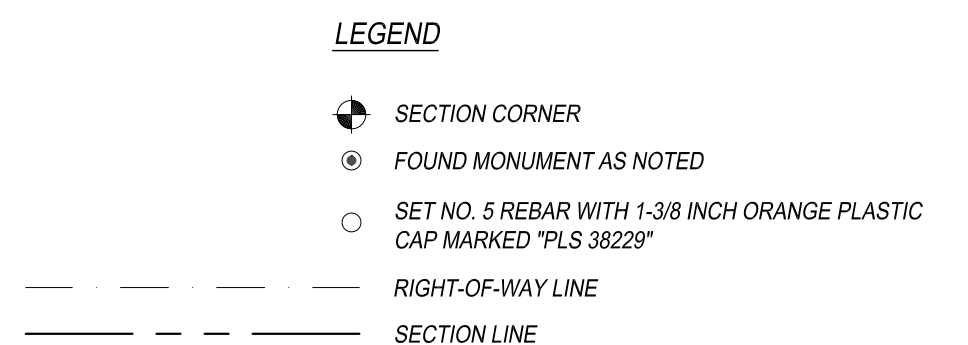 LEGEND
SECTION CORNER
FOUND MONUMENT AS NOTED
SET NO. 5 REBAR WITH 1-3/8 INCH ORANGE PLASTIC
CAP MARKED "PLS 38229"
RIGHT-OF-WAY LINE
SECTION LINE